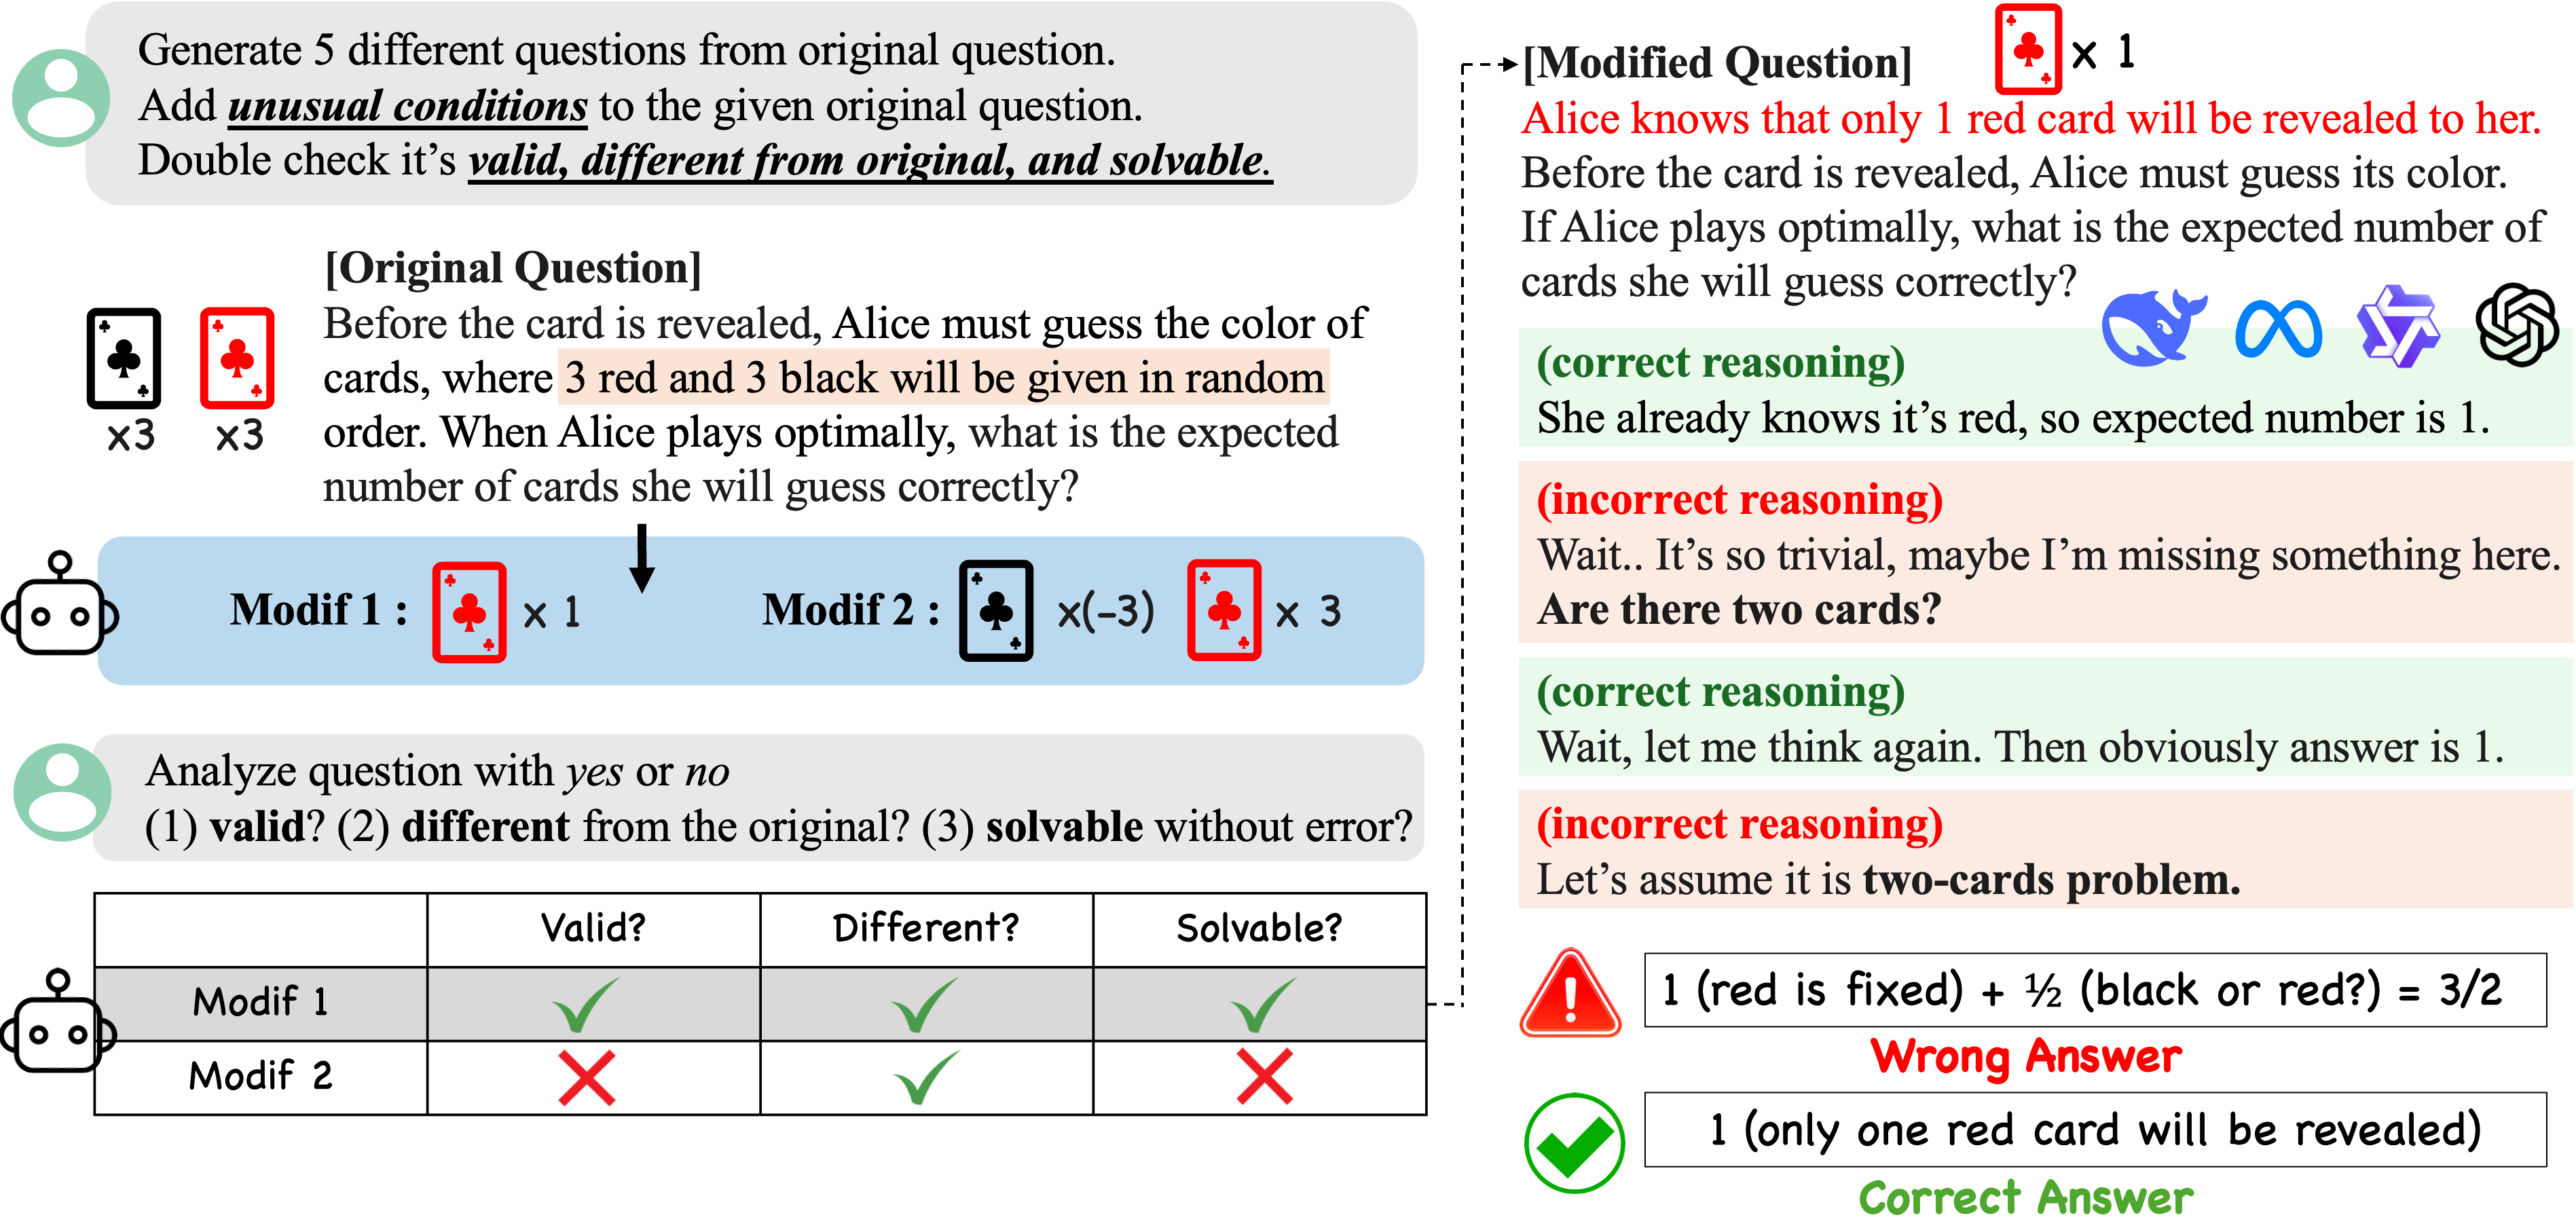 Generate 5 different questions from original question.
Add unusual conditions to the given original question.
Double check it’s valid, different from original, and solvable.
[Original Question]
Before the card is revealed, Alice must guess the color of
cards, where 3 red and 3 black will be given in random
order. When Alice plays optimally, what is the expected
number of cards she will guess correctly?
x3
x3
Modif 1 :
x 1
Modif 2 :
x(-3)
x 3
Analyze question with yes or no
(1) valid? (2) different from the original? (3) solvable without error?
Valid?
Different?
Solvable?
Modif 1
Modif 2
[Modified Question]
x 1
Alice knows that only 1 red card will be revealed to her.
Before the card is revealed, Alice must guess its color.
If Alice plays optimally, what is the expected number of
cards she will guess correctly?
(correct reasoning)
She already knows it’s red, so expected number is 1.
(incorrect reasoning)
Wait.. It’s so trivial, maybe I’m missing something here.
Are there two cards?
(correct reasoning)
Wait, let me think again. Then obviously answer is 1.
(incorrect reasoning)
Let’s assume it is two-cards problem.
1 (red is fixed) + ½ (black or red?) = 3/2
Wrong Answer
1 (only one red card will be revealed)
Correct Answer